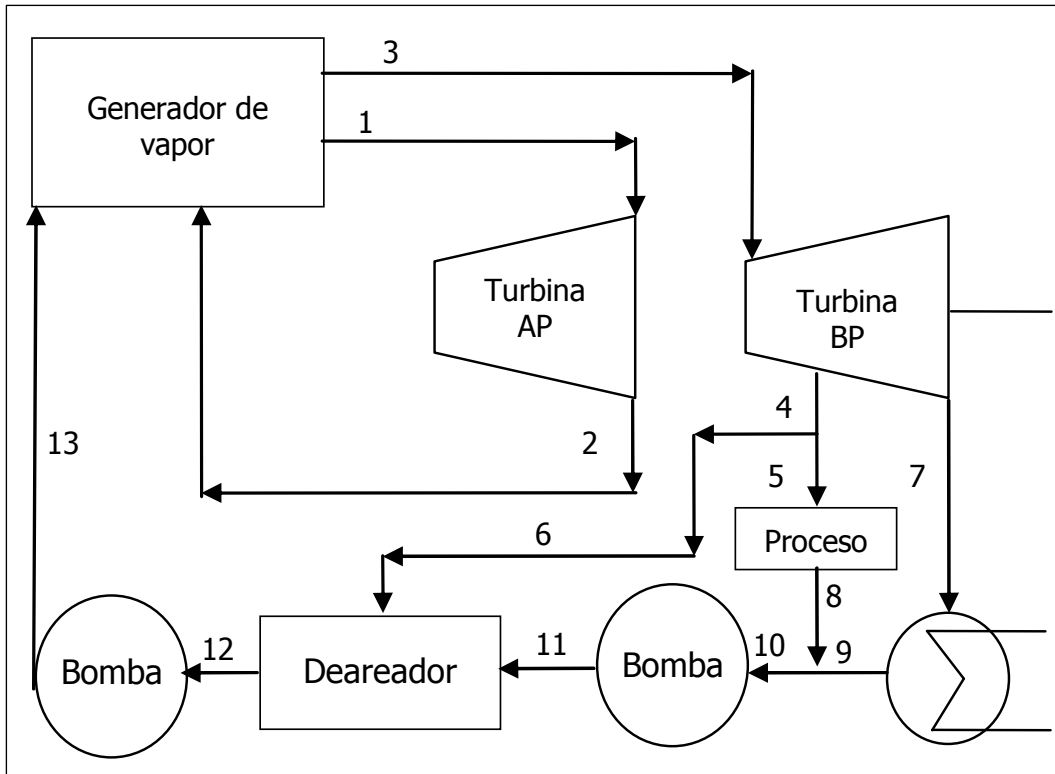 3
Generador de
vapor
1
Turbina
AP
Turbina
BP
4
13
2
5
7
6
Proceso
8
12
11
10
9
Bomba
Deareador
Bomba